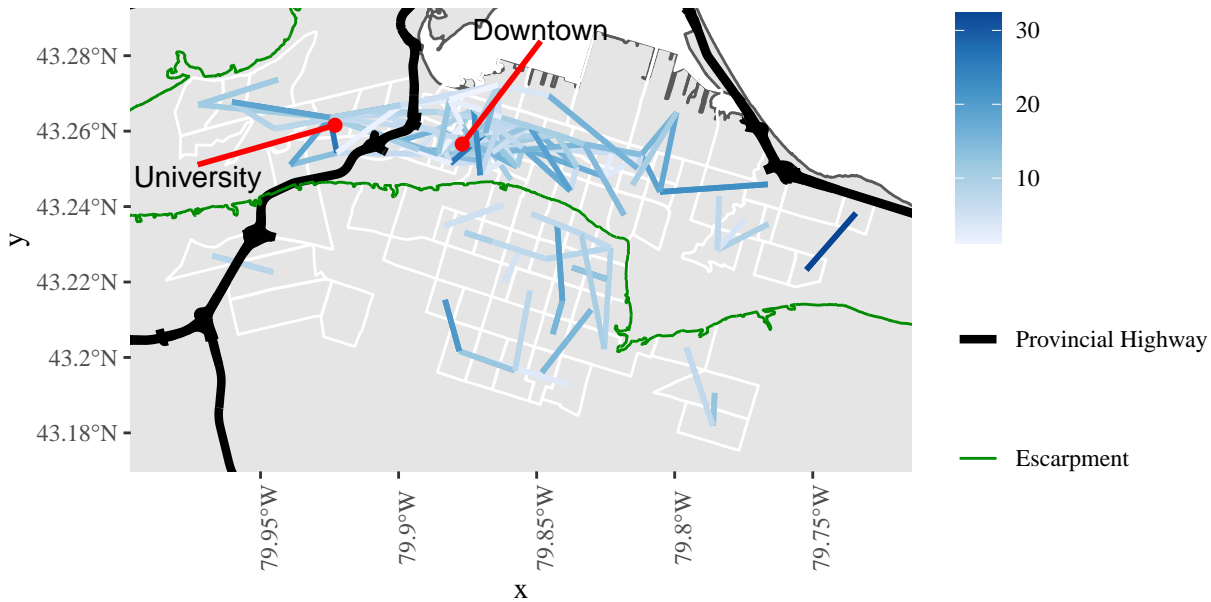 Downtown
University
43.28°N
43.26°N
43.24°N
43.22°N
43.2°N
43.18°N
y
79.95°W
79.9°W
79.85°W
79.8°W
79.75°W
x
30
20
10
Provincial Highway
Escarpment